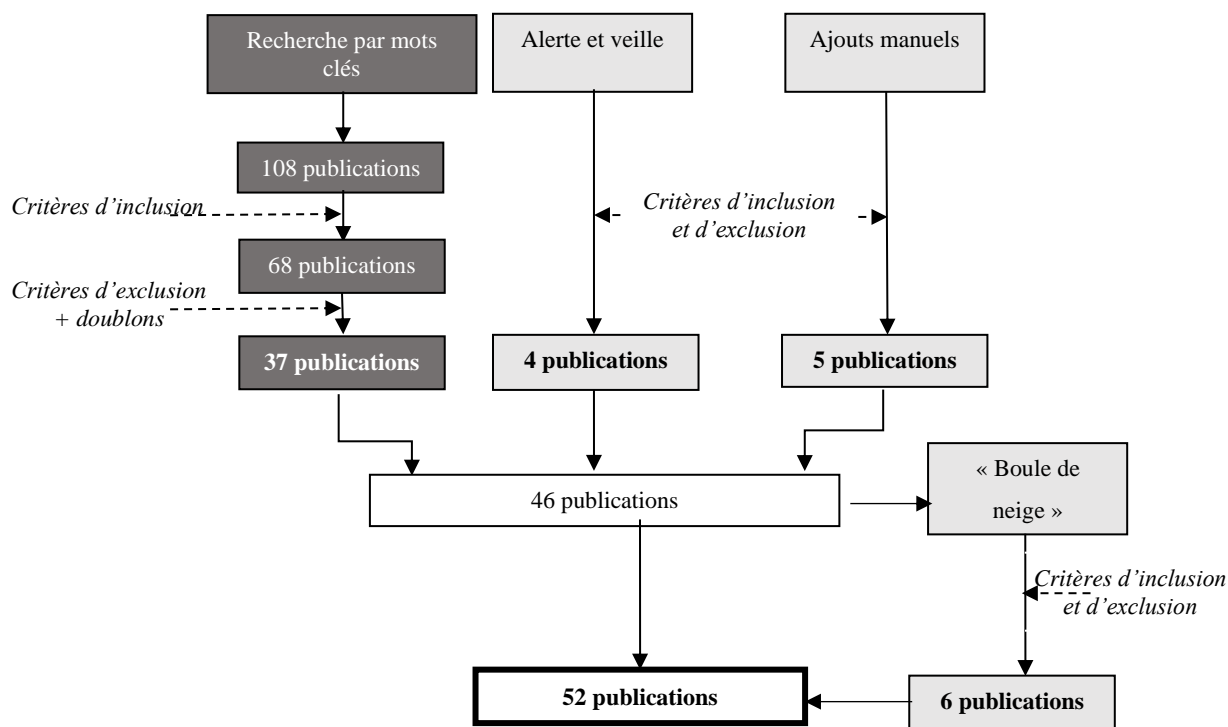 Recherche par mots
clés
Alerte et veille
Ajouts manuels
108 publications
Critères d’inclusion
Critères d’inclusion
et d’exclusion
68 publications
Critères d’exclusion
+ doublons
37 publications
4 publications
5 publications
46 publications
« Boule de
neige »
Critères d’inclusion
et d’exclusion
52 publications
6 publications